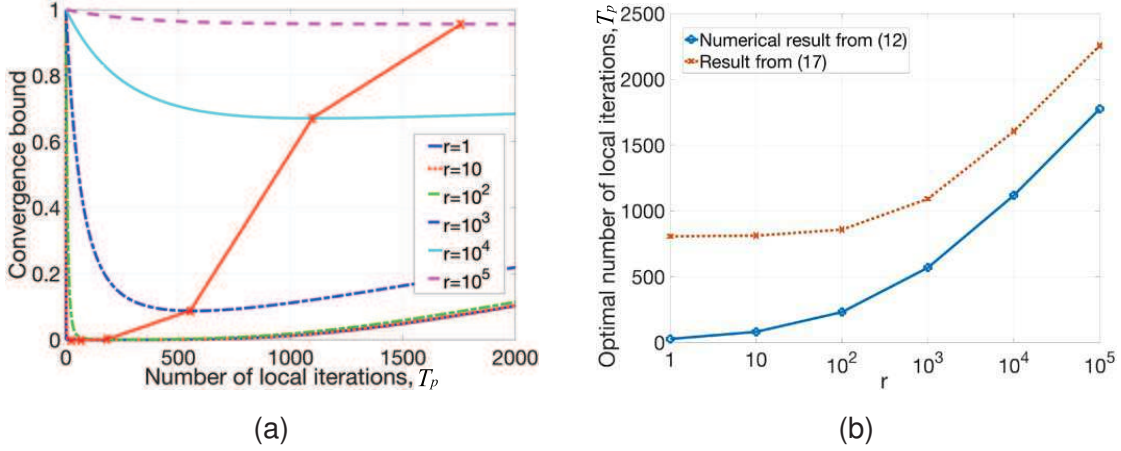 1
0.8
0.6
0.4
0.2
0
Convergence bound
r=1
r=10
r=10²
r=10³
r=10⁴
r=10⁵
0 500 1000 1500 2000
Number of local iterations, Tₚ
(a)
2500
2000
1500
1000
500
0
Optimal number of local iterations, Tₚ
Numerical result from (12)
Result from (17)
1 10 10² 10³ 10⁴ 10⁵
r
(b)